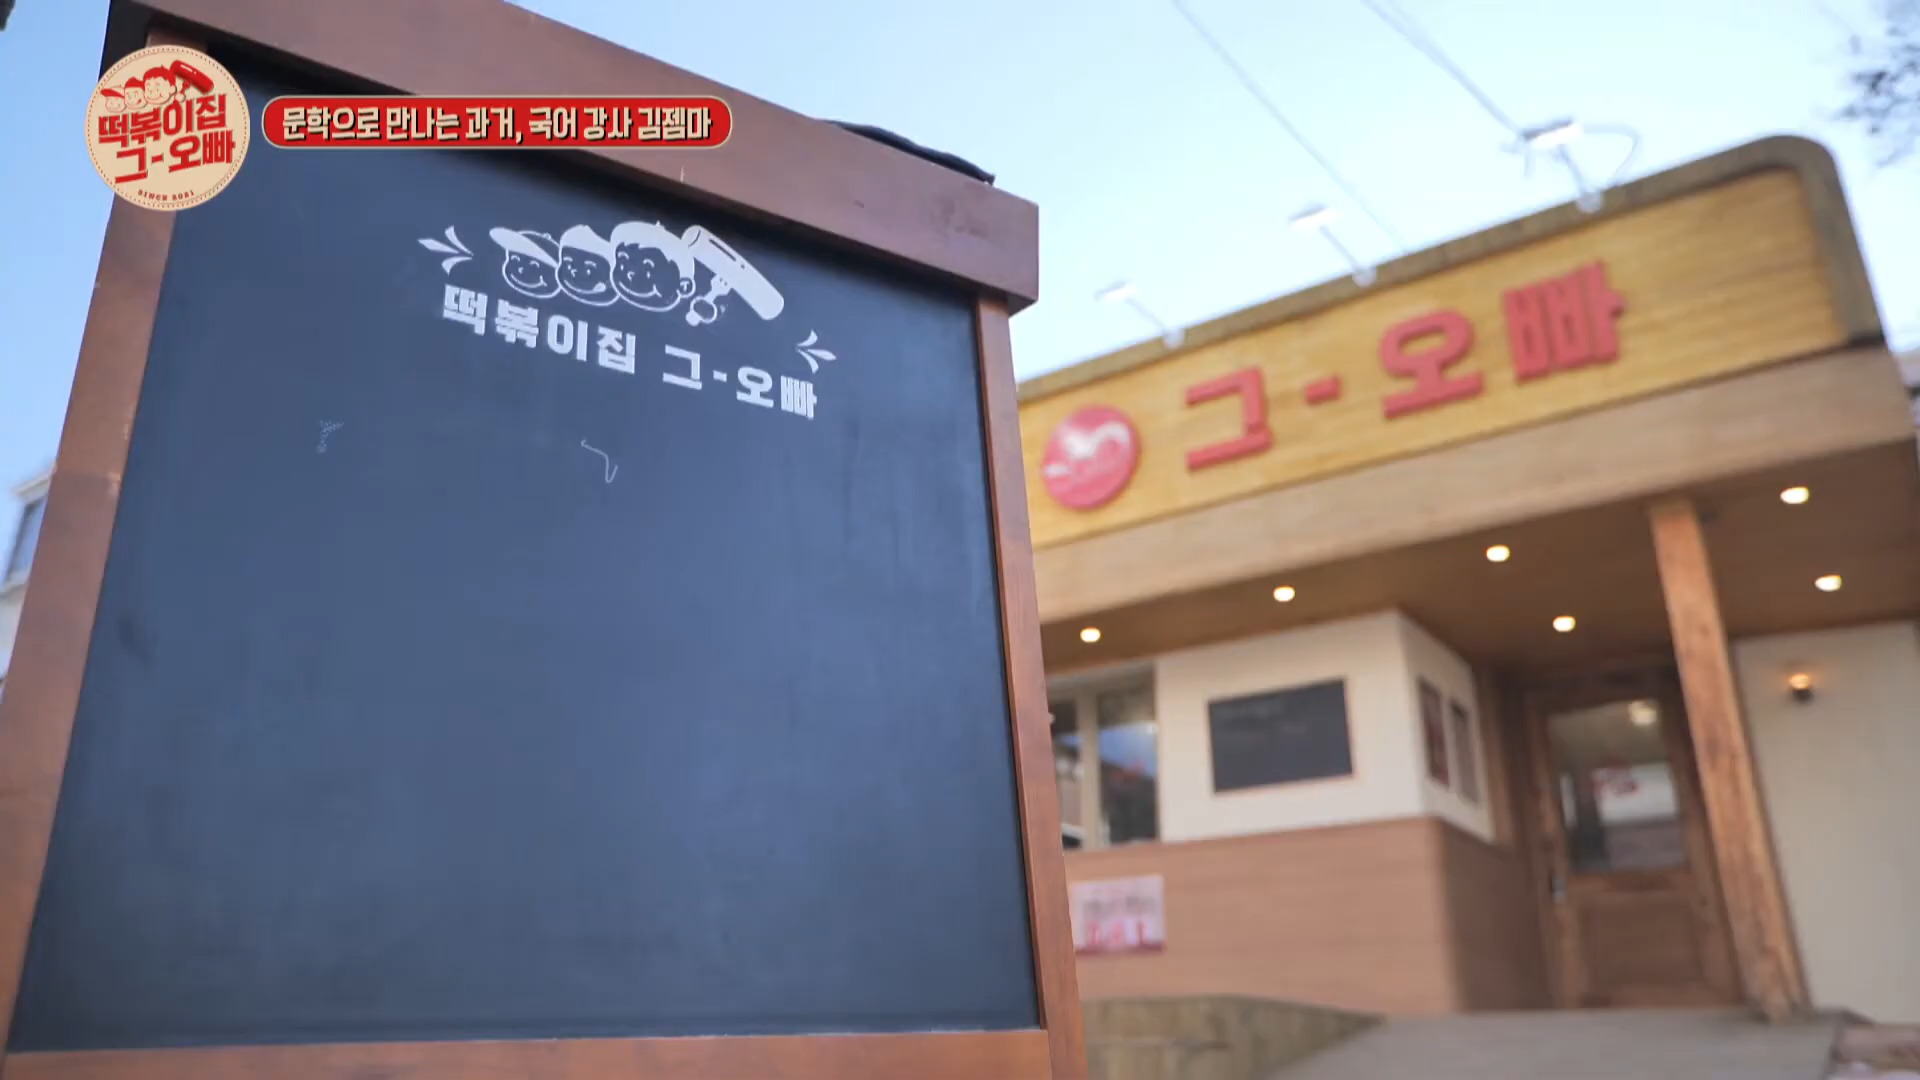 떡볶이집
그-오빠
SINCE 2021
문학으로 만나는 과거, 국어 강사 김젬마
떡볶이집 그-오빠
그-오빠